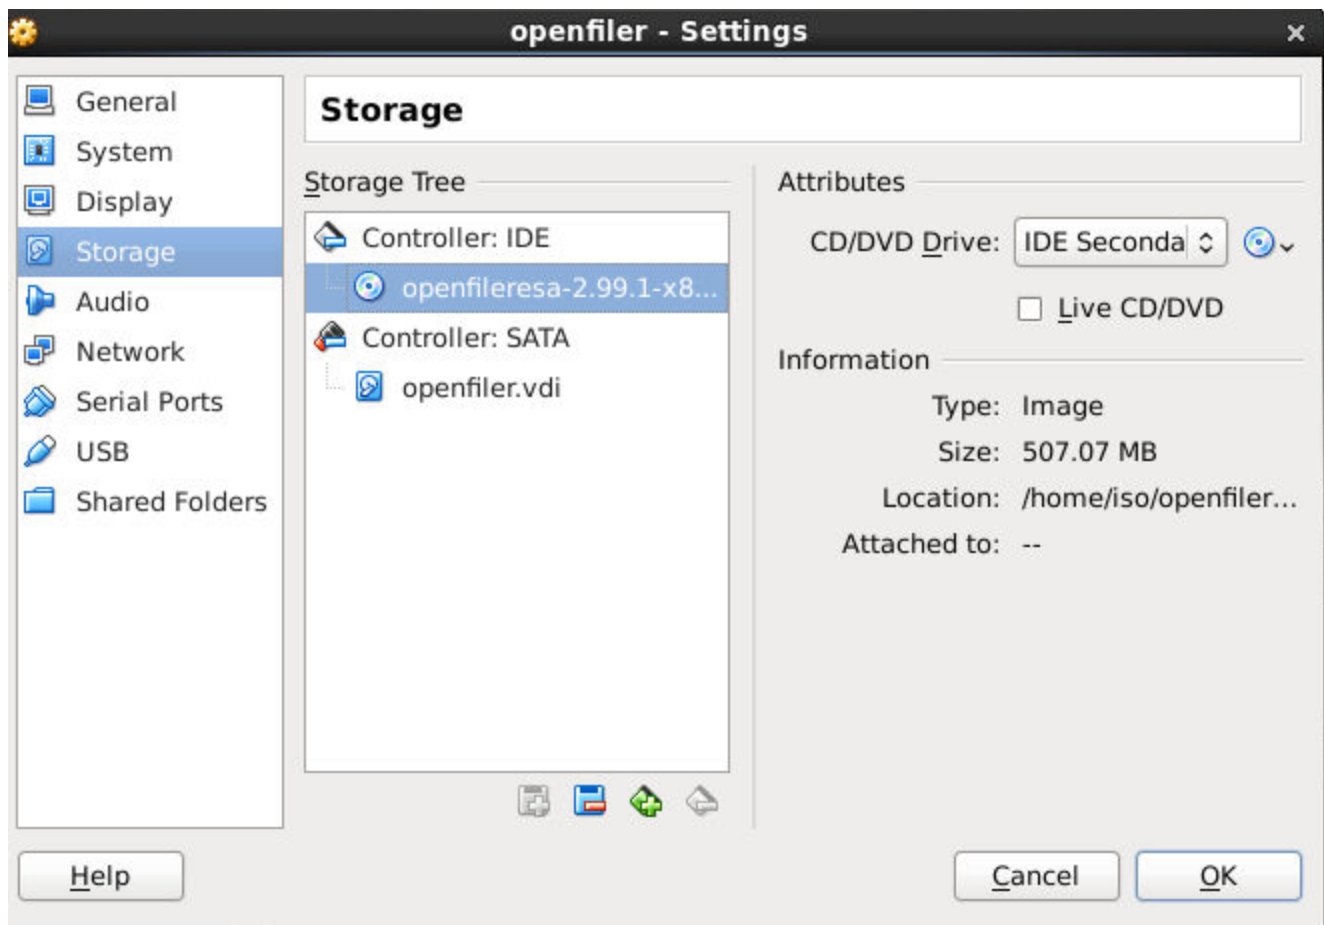 openfiler - Settings
General
System
Display
Storage
Audio
Network
Serial Ports
USB
Shared Folders
Storage
Storage Tree
Controller: IDE
openfileresa-2.99.1-x8...
Controller: SATA
openfiler.vdi
Attributes
CD/DVD Drive: IDE Seconda
Live CD/DVD
Information
Type: Image
Size: 507.07 MB
Location: /home/iso/openfiler...
Attached to: --
Help
Cancel
OK